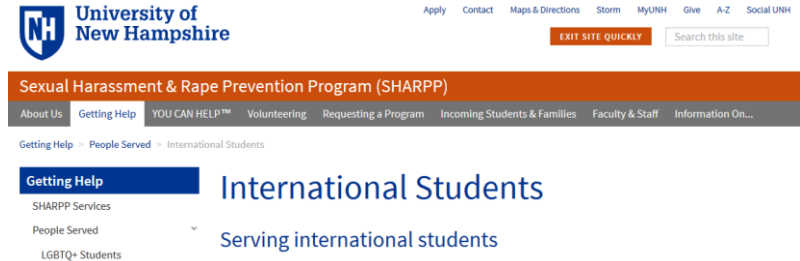 University of
New Hampshire
NH
Apply Contact Maps & Directions Storm MyUNH Give A-Z Social UNH
EXIT SITE QUICKLY Search this site
Sexual Harassment & Rape Prevention Program (SHARPP)
About Us Getting Help YOU CAN HELP™ Volunteering Requesting a Program Incoming Students & Families Faculty & Staff Information On...
Getting Help > People Served > International Students
Getting Help
SHARPP Services
People Served
LGBTQ+ Students
International Students
Serving international students